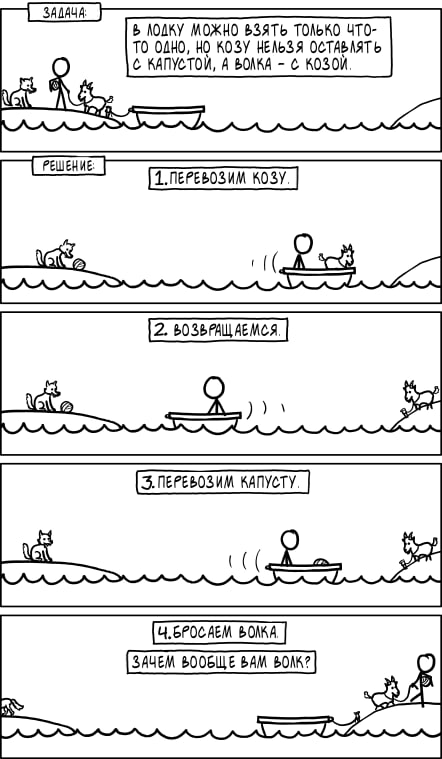 ЗАДАЧА:
В ЛОДКУ МОЖНО ВЗЯТЬ ТОЛЬКО ЧТО-
ТО ОДНО, НО КОЗУ НЕЛЬЗЯ ОСТАВЛЯТЬ
С КАПУСТОЙ, А ВОЛКА – С КОЗОЙ.
РЕШЕНИЕ:
1. ПЕРЕВОЗИМ КОЗУ.
2. ВОЗВРАЩАЕМСЯ.
3. ПЕРЕВОЗИМ КАПУСТУ.
4. БРОСАЕМ ВОЛКА.
ЗАЧЕМ ВООБЩЕ ВАМ ВОЛК?